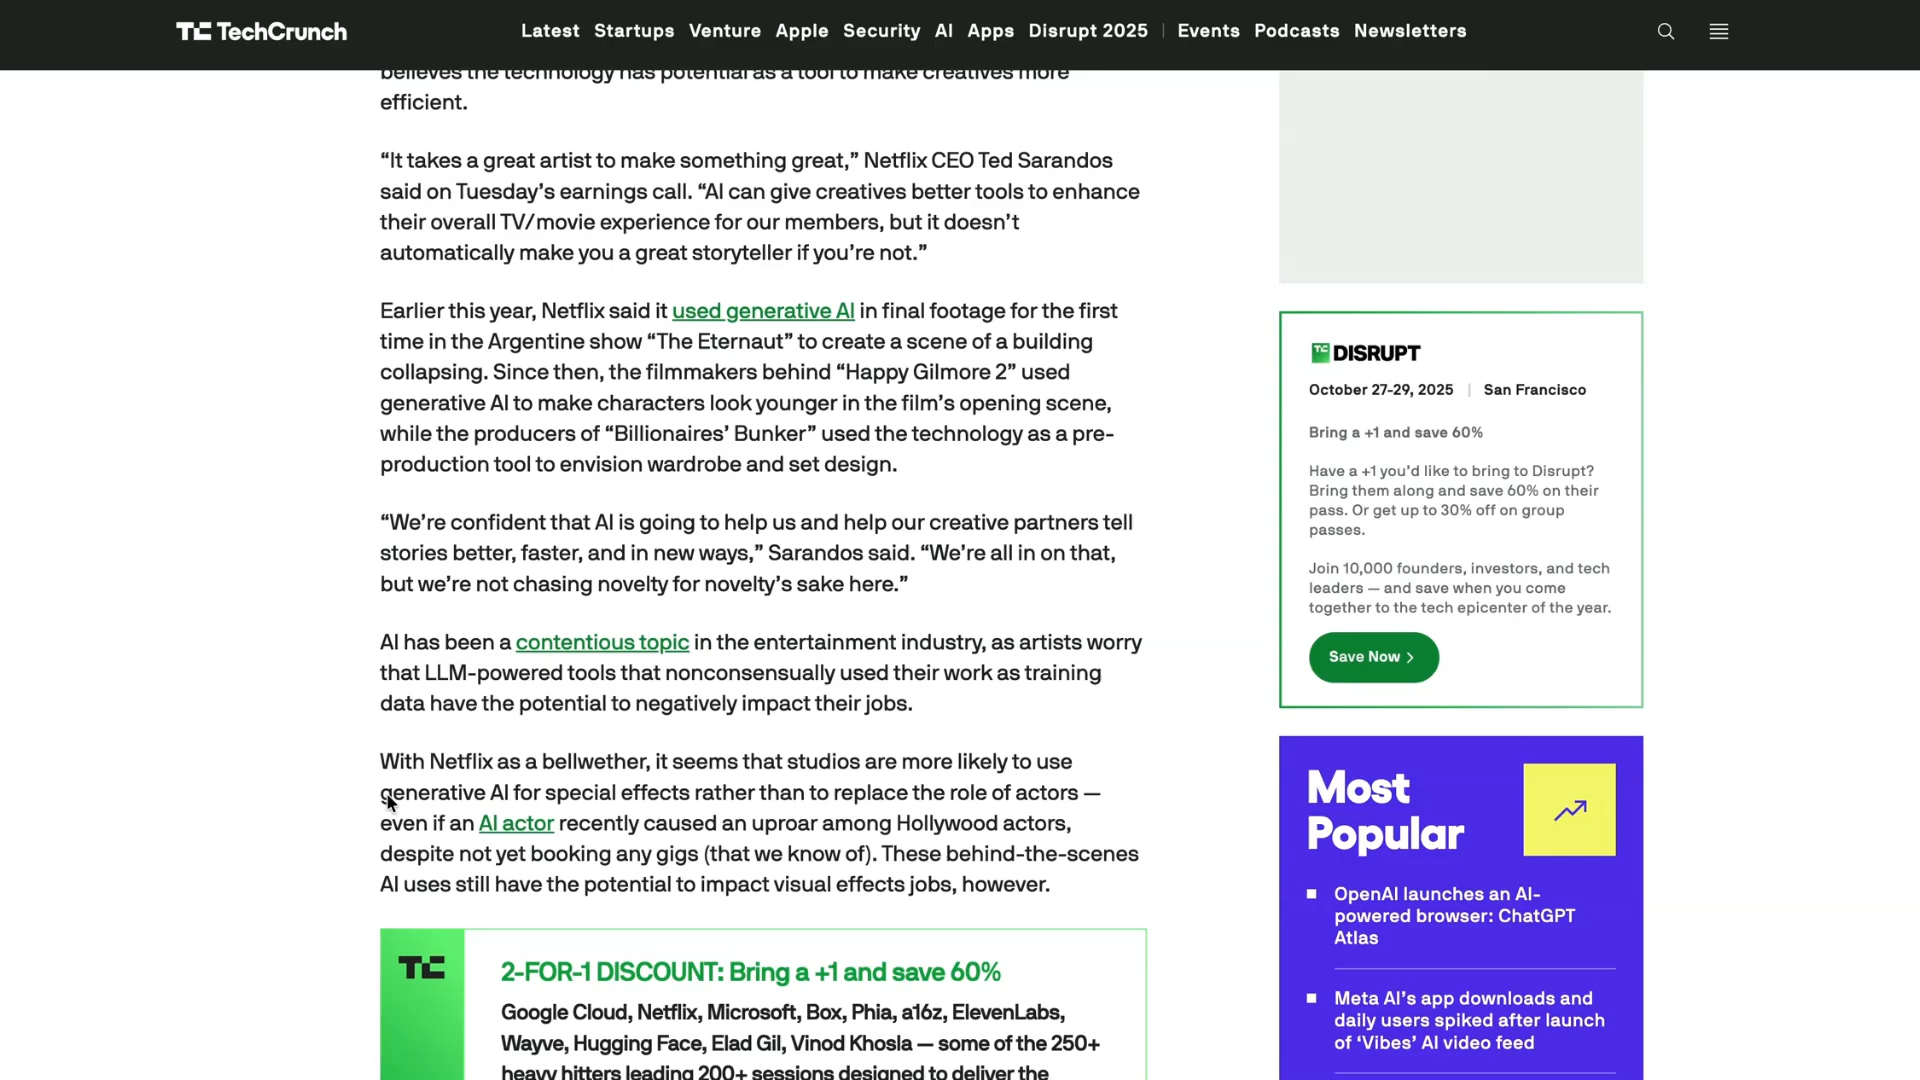 TechCrunch
Latest Startups Venture Apple Security AI Apps Disrupt 2025 | Events Podcasts Newsletters
believes the technology has potential as a tool to make creatives more
efficient.
“It takes a great artist to make something great,” Netflix CEO Ted Sarandos
said on Tuesday’s earnings call. “AI can give creatives better tools to enhance
their overall TV/movie experience for our members, but it doesn’t
automatically make you a great storyteller if you’re not.”
Earlier this year, Netflix said it used generative AI in final footage for the first
time in the Argentine show “The Eternaut” to create a scene of a building
collapsing. Since then, the filmmakers behind “Happy Gilmore 2” used
generative AI to make characters look younger in the film’s opening scene,
while the producers of “Billionaires’ Bunker” used the technology as a pre-
production tool to envision wardrobe and set design.
“We’re confident that AI is going to help us and help our creative partners tell
stories better, faster, and in new ways,” Sarandos said. “We’re all in on that,
but we’re not chasing novelty for novelty’s sake here.”
AI has been a contentious topic in the entertainment industry, as artists worry
that LLM-powered tools that nonconsensually used their work as training
data have the potential to negatively impact their jobs.
With Netflix as a bellwether, it seems that studios are more likely to use
generative AI for special effects rather than to replace the role of actors —
even if an AI actor recently caused an uproar among Hollywood actors,
despite not yet booking any gigs (that we know of). These behind-the-scenes
AI uses still have the potential to impact visual effects jobs, however.
TC
2-FOR-1 DISCOUNT: Bring a +1 and save 60%
Google Cloud, Netflix, Microsoft, Box, Phia, a16z, ElevenLabs,
Wayve, Hugging Face, Elad Gil, Vinod Khosla — some of the 250+
heavy hitters leading 200+ sessions designed to deliver the
TC DISRUPT
October 27-29, 2025 | San Francisco
Bring a +1 and save 60%
Have a +1 you’d like to bring to Disrupt?
Bring them along and save 60% on their
pass. Or get up to 30% off on group
passes.
Join 10,000 founders, investors, and tech
leaders — and save when you come
together to the tech epicenter of the year.
Save Now
Most
Popular
OpenAI launches an AI-
powered browser: ChatGPT
Atlas
Meta AI’s app downloads and
daily users spiked after launch
of ‘Vibes’ AI video feed